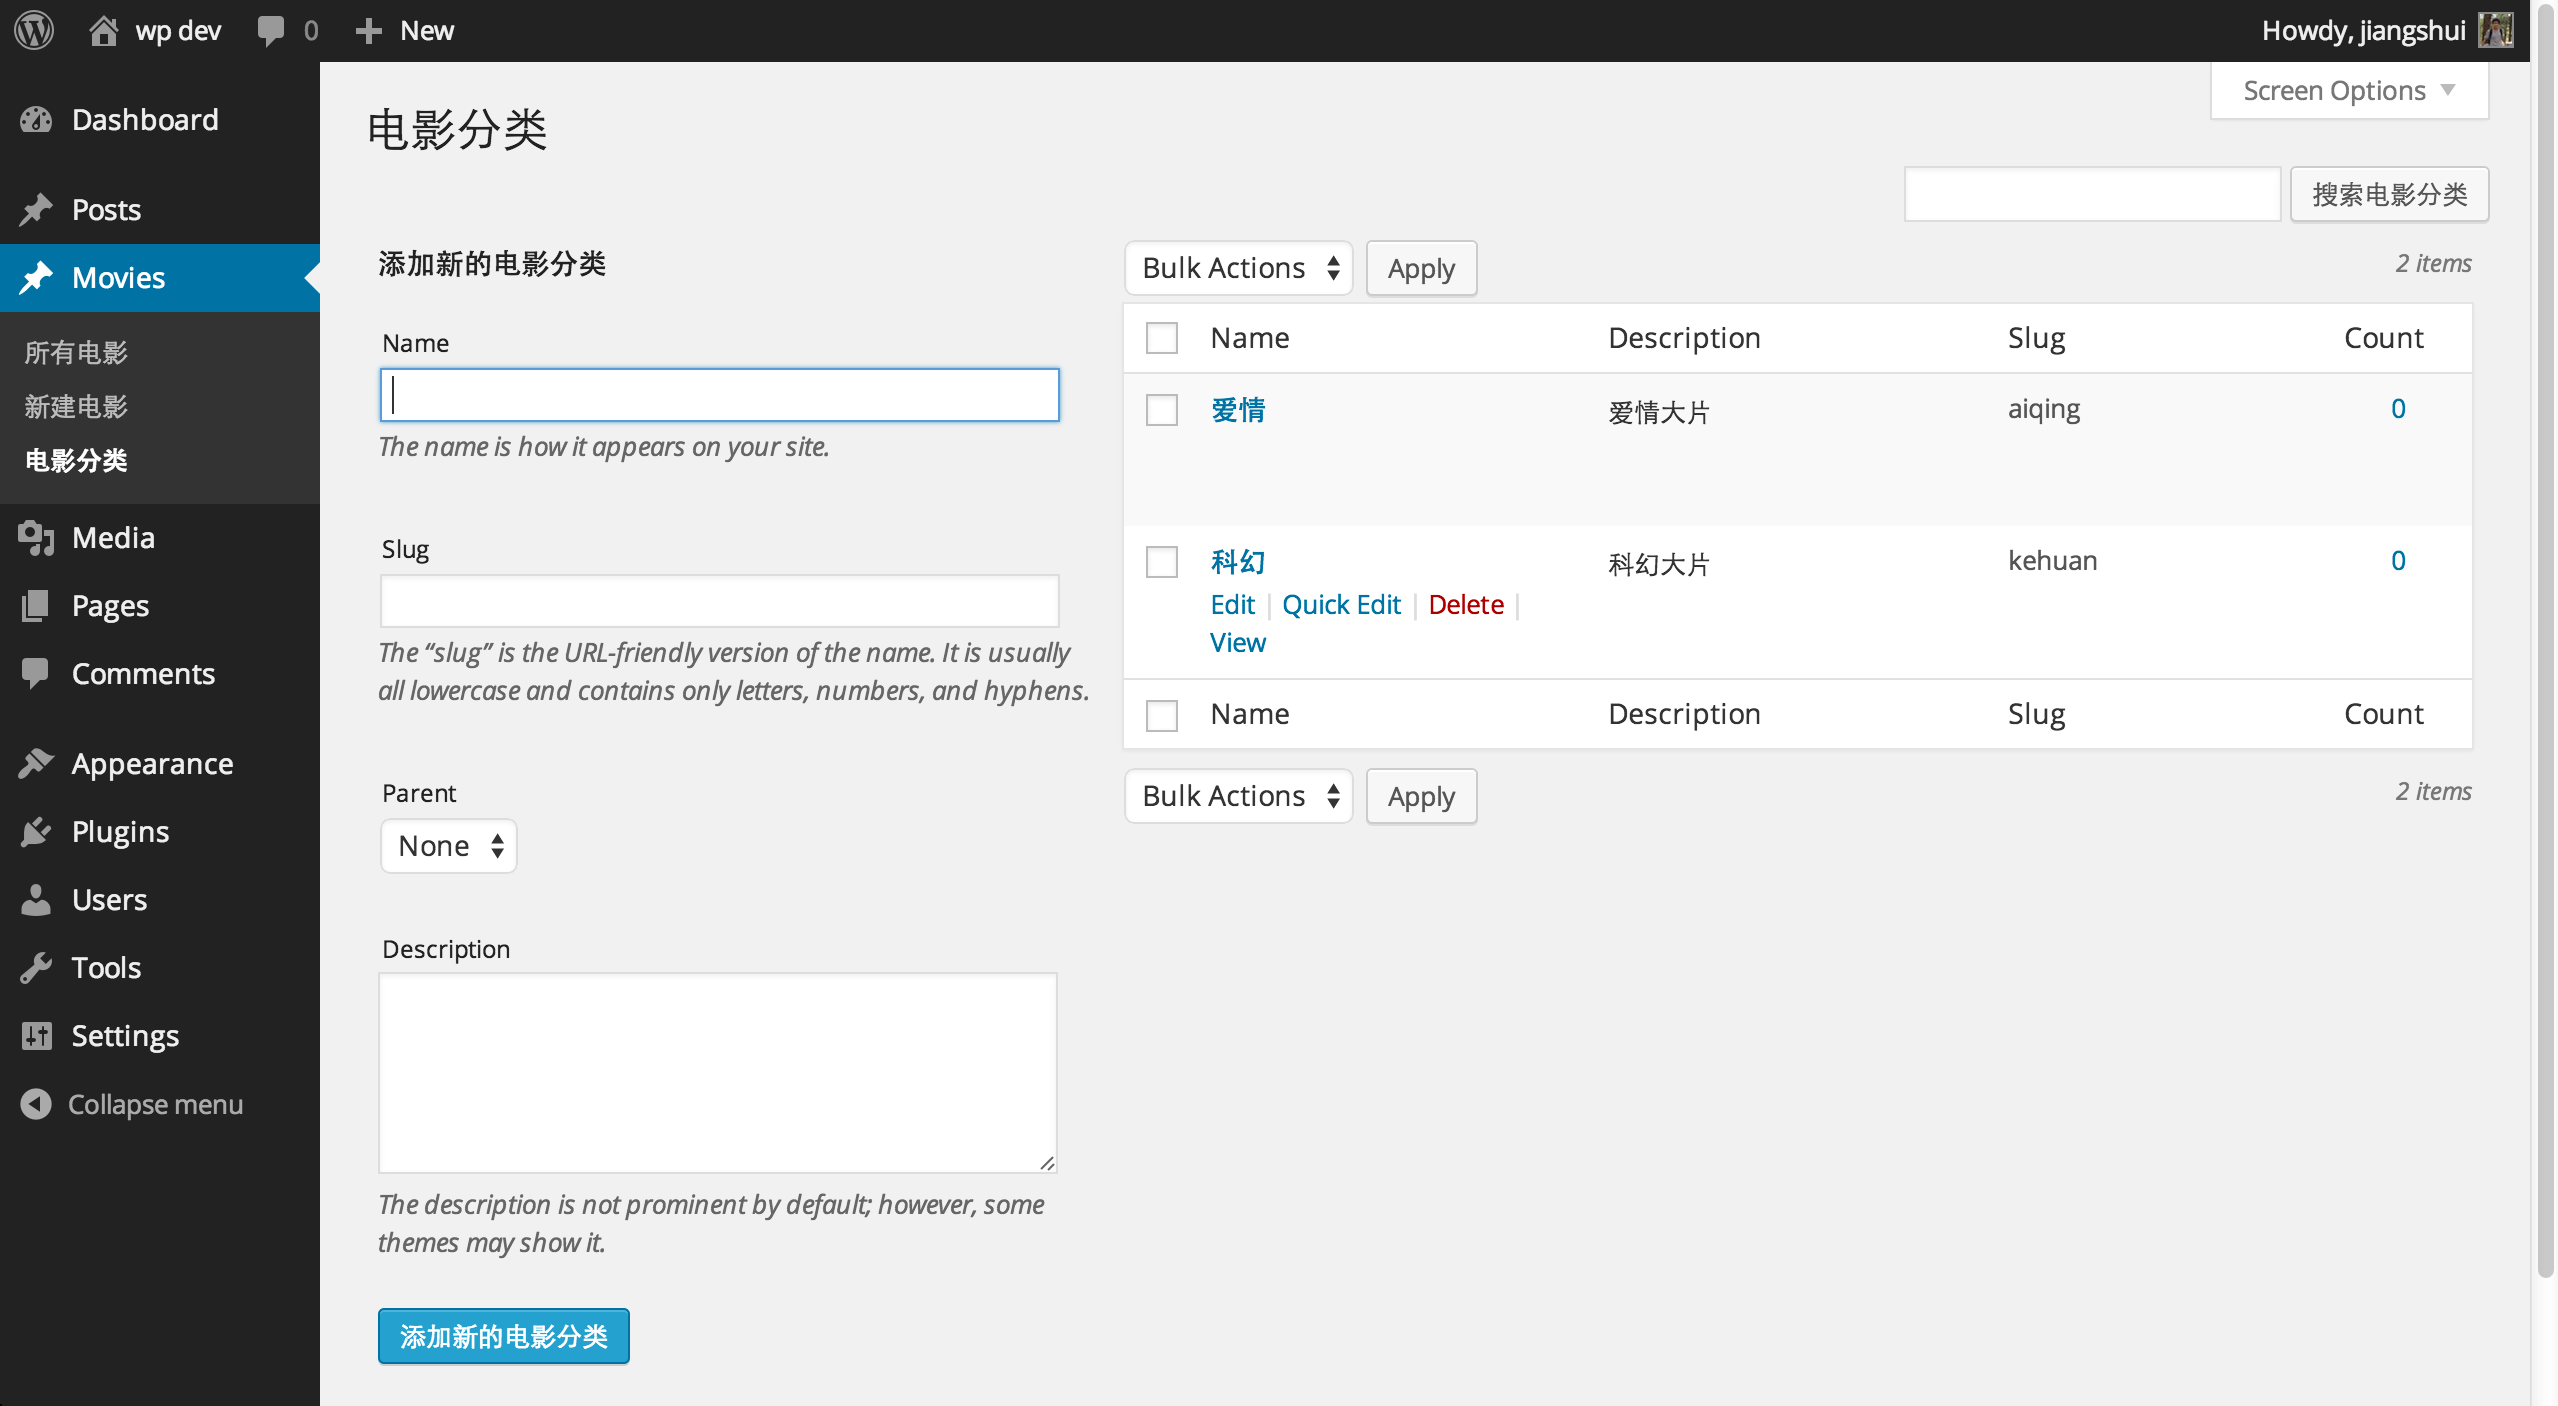 wp dev 0 New Howdy, jiangshui
Screen Options
Dashboard
Posts
Movies
所有电影
新建电影
电影分类
Media
Pages
Comments
Appearance
Plugins
Users
Tools
Settings
Collapse menu
电影分类
搜索电影分类
添加新的电影分类
Name
The name is how it appears on your site.
Slug
The “slug” is the URL-friendly version of the name. It is usually
all lowercase and contains only letters, numbers, and hyphens.
Parent
None
Description
The description is not prominent by default; however, some
themes may show it.
添加新的电影分类
Bulk Actions Apply 2 items
Name Description Slug Count
爱情 爱情大片 aiqing 0
科幻 科幻大片 kehuan 0
Edit | Quick Edit | Delete |
View
Name Description Slug Count
Bulk Actions Apply 2 items